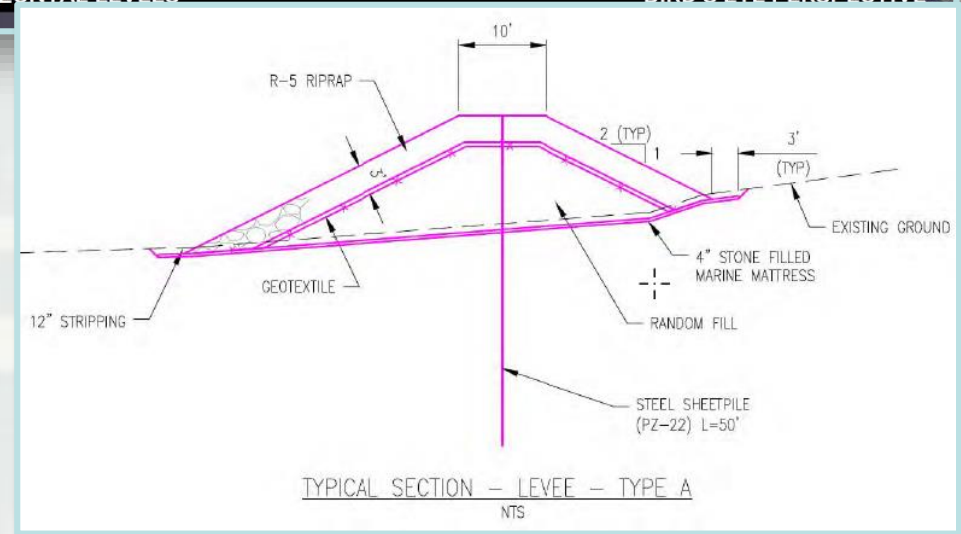 10'
R-5 RIPRAP
2 (TYP)
1
3'
(TYP)
3'
EXISTING GROUND
4" STONE FILLED
MARINE MATTRESS
GEOTEXTILE
12" STRIPPING
RANDOM FILL
STEEL SHEETPILE
(PZ-22) L=50'
TYPICAL SECTION - LEVEE - TYPE A
NTS